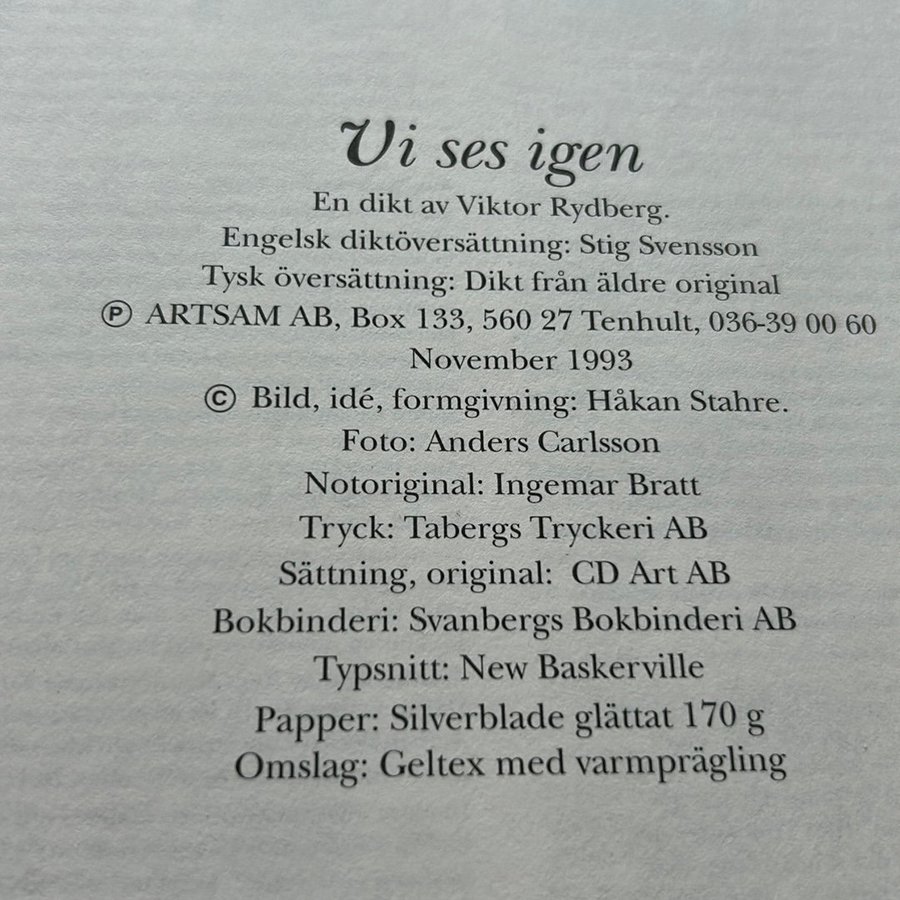 Vi ses igen
En dikt av Viktor Rydberg.
Engelsk diktöversättning: Stig Svensson
Tysk översättning: Dikt från äldre original
Ⓟ ARTSAM AB, Box 133, 560 27 Tenhult, 036-39 00 60
November 1993
© Bild, idé, formgivning: Håkan Stahre.
Foto: Anders Carlsson
Notoriginal: Ingemar Bratt
Tryck: Tabergs Tryckeri AB
Sättning, original: CD Art AB
Bokbinderi: Svanbergs Bokbinderi AB
Typsnitt: New Baskerville
Papper: Silverblade glättat 170 g
Omslag: Geltex med varmprägling